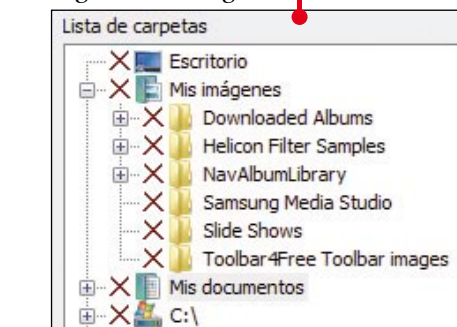 Lista de carpetas
Escritorio
Mis imágenes
Downloaded Albums
Helicon Filter Samples
NavAlbumLibrary
Samsung Media Studio
Slide Shows
Toolbar4Free Toolbar images
Mis documentos
C:\